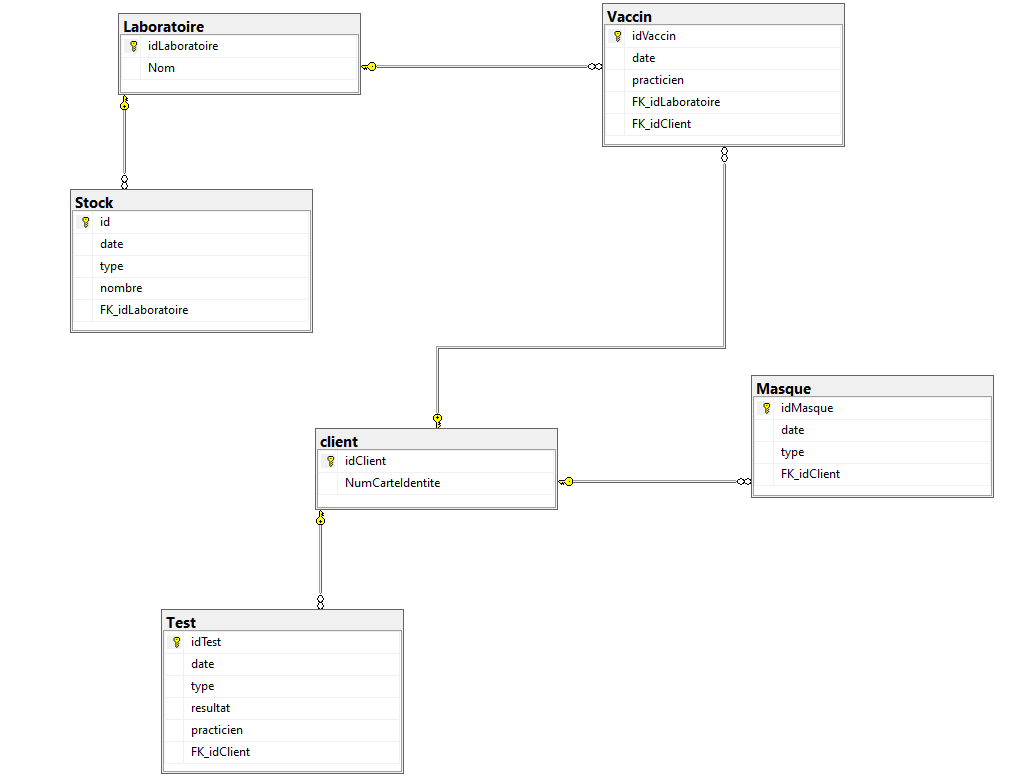 Laboratoire
idLaboratoire
Nom
Vaccin
idVaccin
date
practicien
FK_idLaboratoire
FK_idClient
Stock
id
date
type
nombre
FK_idLaboratoire
client
idClient
NumCarteIdentite
Masque
idMasque
date
type
FK_idClient
Test
idTest
date
type
resultat
practicien
FK_idClient